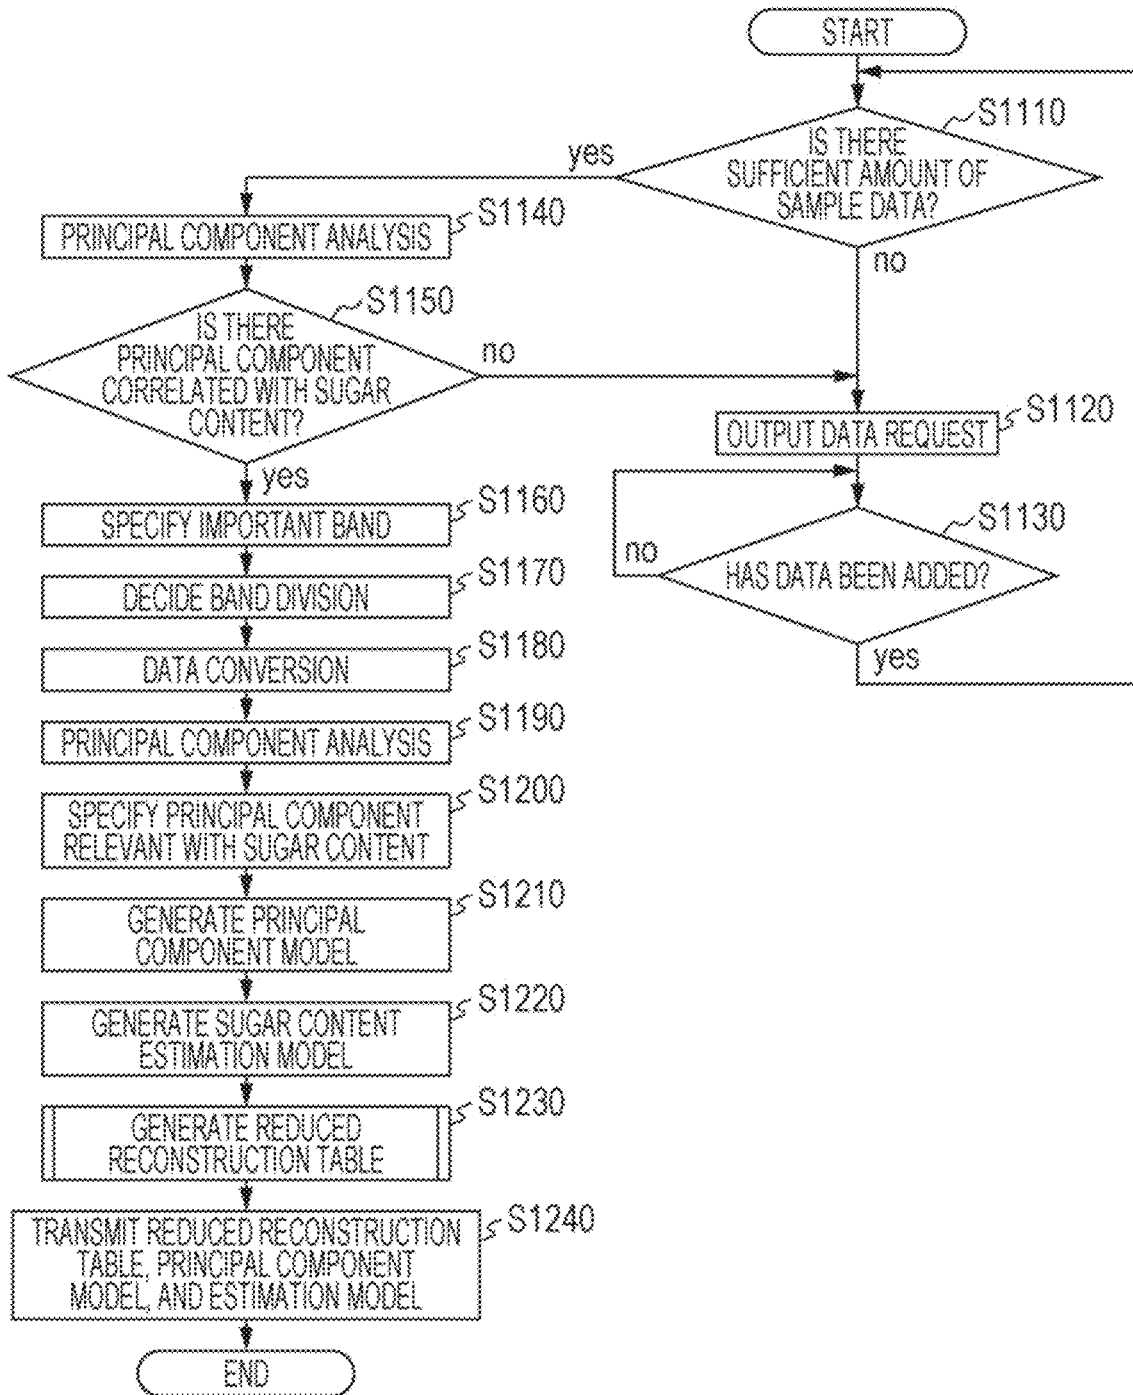 START
S1110
IS THERE
SUFFICIENT AMOUNT OF
SAMPLE DATA?
yes
no
S1140
PRINCIPAL COMPONENT ANALYSIS
S1150
IS THERE
PRINCIPAL COMPONENT
CORRELATED WITH SUGAR
CONTENT?
no
yes
S1120
OUTPUT DATA REQUEST
S1130
HAS DATA BEEN ADDED?
no
yes
S1160
SPECIFY IMPORTANT BAND
S1170
DECIDE BAND DIVISION
S1180
DATA CONVERSION
S1190
PRINCIPAL COMPONENT ANALYSIS
S1200
SPECIFY PRINCIPAL COMPONENT
RELEVANT WITH SUGAR CONTENT
S1210
GENERATE PRINCIPAL
COMPONENT MODEL
S1220
GENERATE SUGAR CONTENT
ESTIMATION MODEL
S1230
GENERATE REDUCED
RECONSTRUCTION TABLE
S1240
TRANSMIT REDUCED RECONSTRUCTION
TABLE, PRINCIPAL COMPONENT
MODEL, AND ESTIMATION MODEL
END